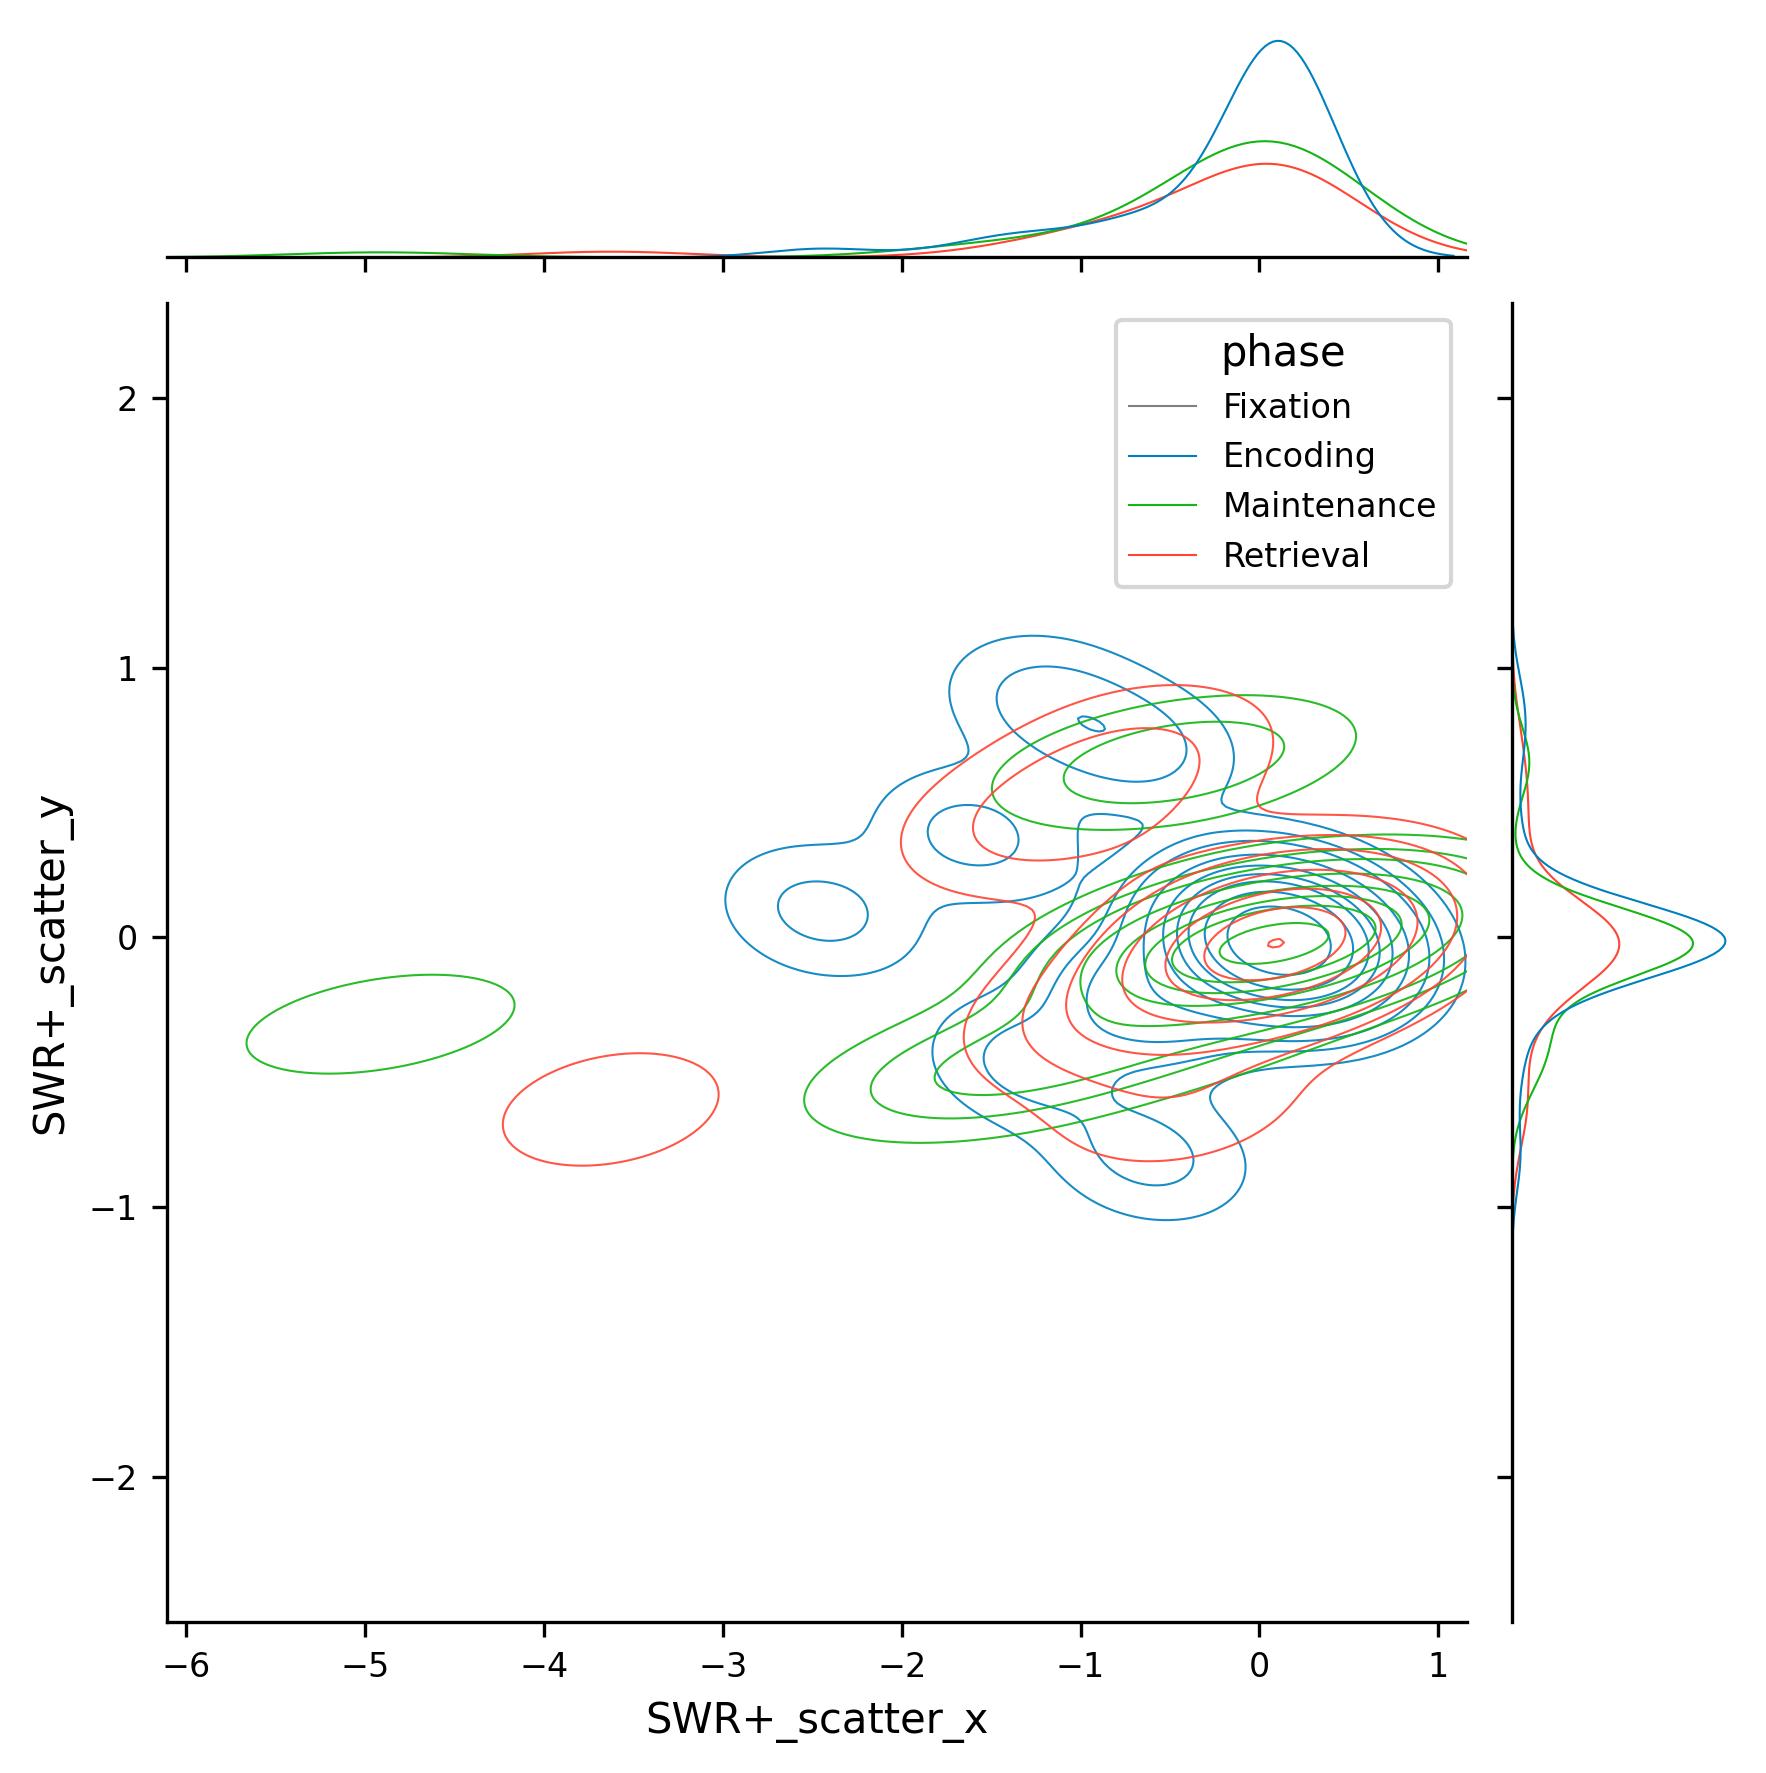 phase
Fixation
Encoding
Maintenance
Retrieval
2
1
0
−1
−2
SWR+_scatter_y
−6 −5 −4 −3 −2 −1 0 1
SWR+_scatter_x